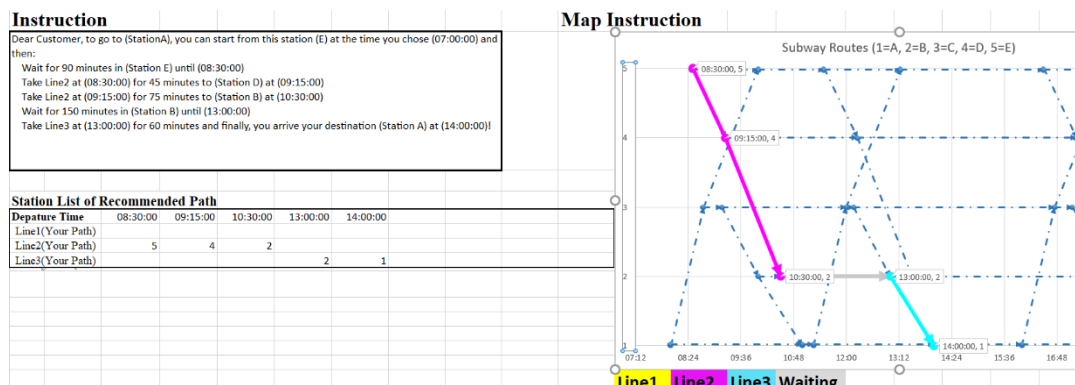 Instruction
Dear Customer, to go to (StationA), you can start from this station (E) at the time you chose (07:00:00) and
then:
Wait for 90 minutes in (Station E) until (08:30:00)
Take Line2 at (08:30:00) for 45 minutes to (Station D) at (09:15:00)
Take Line2 at (09:15:00) for 75 minutes to (Station B) at (10:30:00)
Wait for 150 minutes in (Station B) until (13:00:00)
Take Line3 at (13:00:00) for 60 minutes and finally, you arrive your destination (Station A) at (14:00:00)!
Station List of Recommended Path
Depature Time 08:30:00 09:15:00 10:30:00 13:00:00 14:00:00
Line1(Your Path)
Line2(Your Path) 5 4 2
Line3(Your Path) 2 1
Map Instruction
Subway Routes (1=A, 2=B, 3=C, 4=D, 5=E)
5
08:30:00, 5
4
09:15:00, 4
3
2
10:30:00, 2
13:00:00, 2
1
14:00:00, 1
07:12 08:24 09:36 10:48 12:00 13:12 14:24 15:36 16:48
Line1 Line2 Line3 Waiting